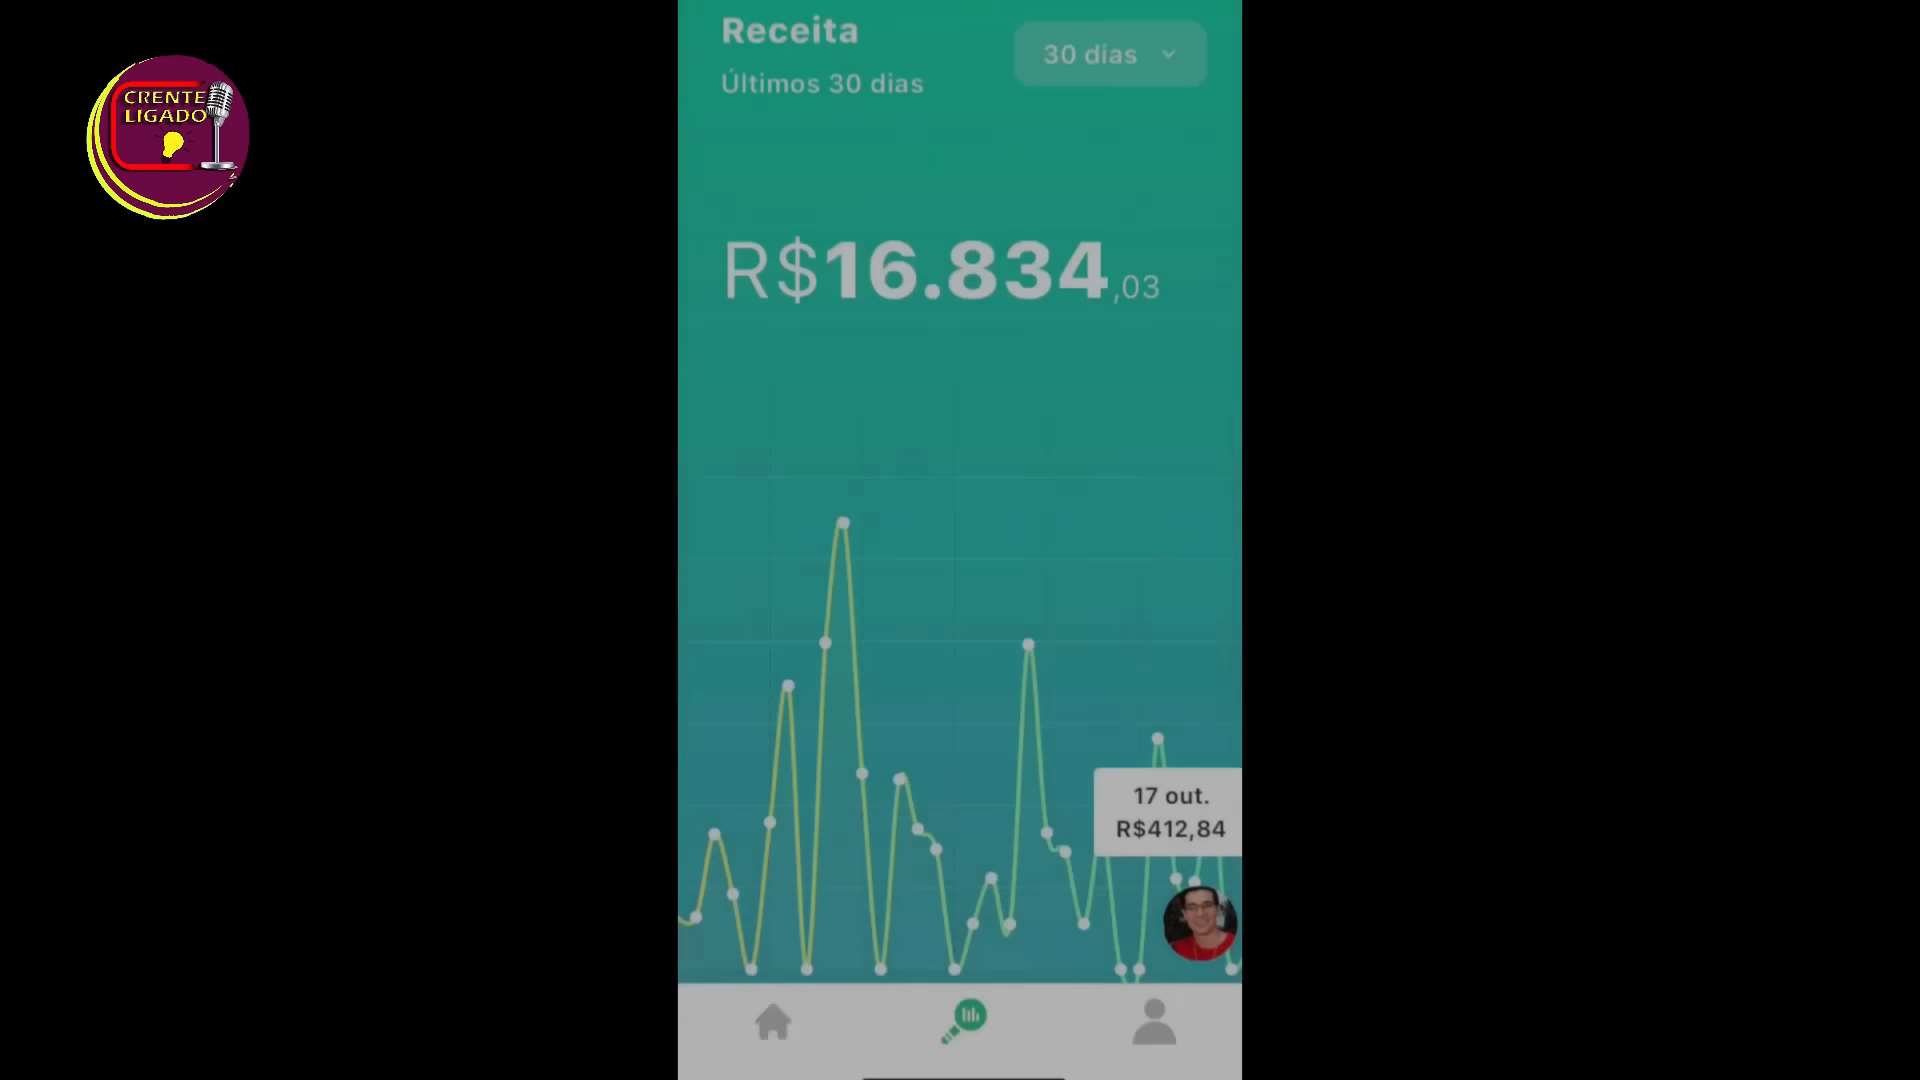 CRENTE
LIGADO
Receita
30 dias
Últimos 30 dias
R$16.834,03
17 out.
R$412,84